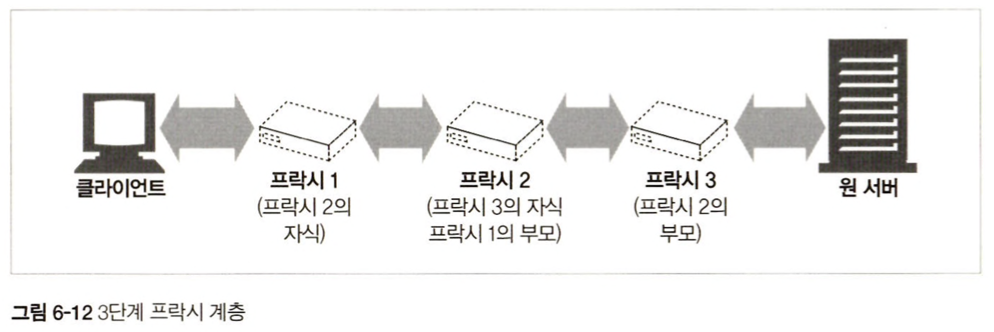 클라이언트
프락시 1
(프락시 2의
자식)
프락시 2
(프락시 3의 자식
프락시 1의 부모)
프락시 3
(프락시 2의
부모)
원 서버
그림 6-12 3단계 프락시 계층